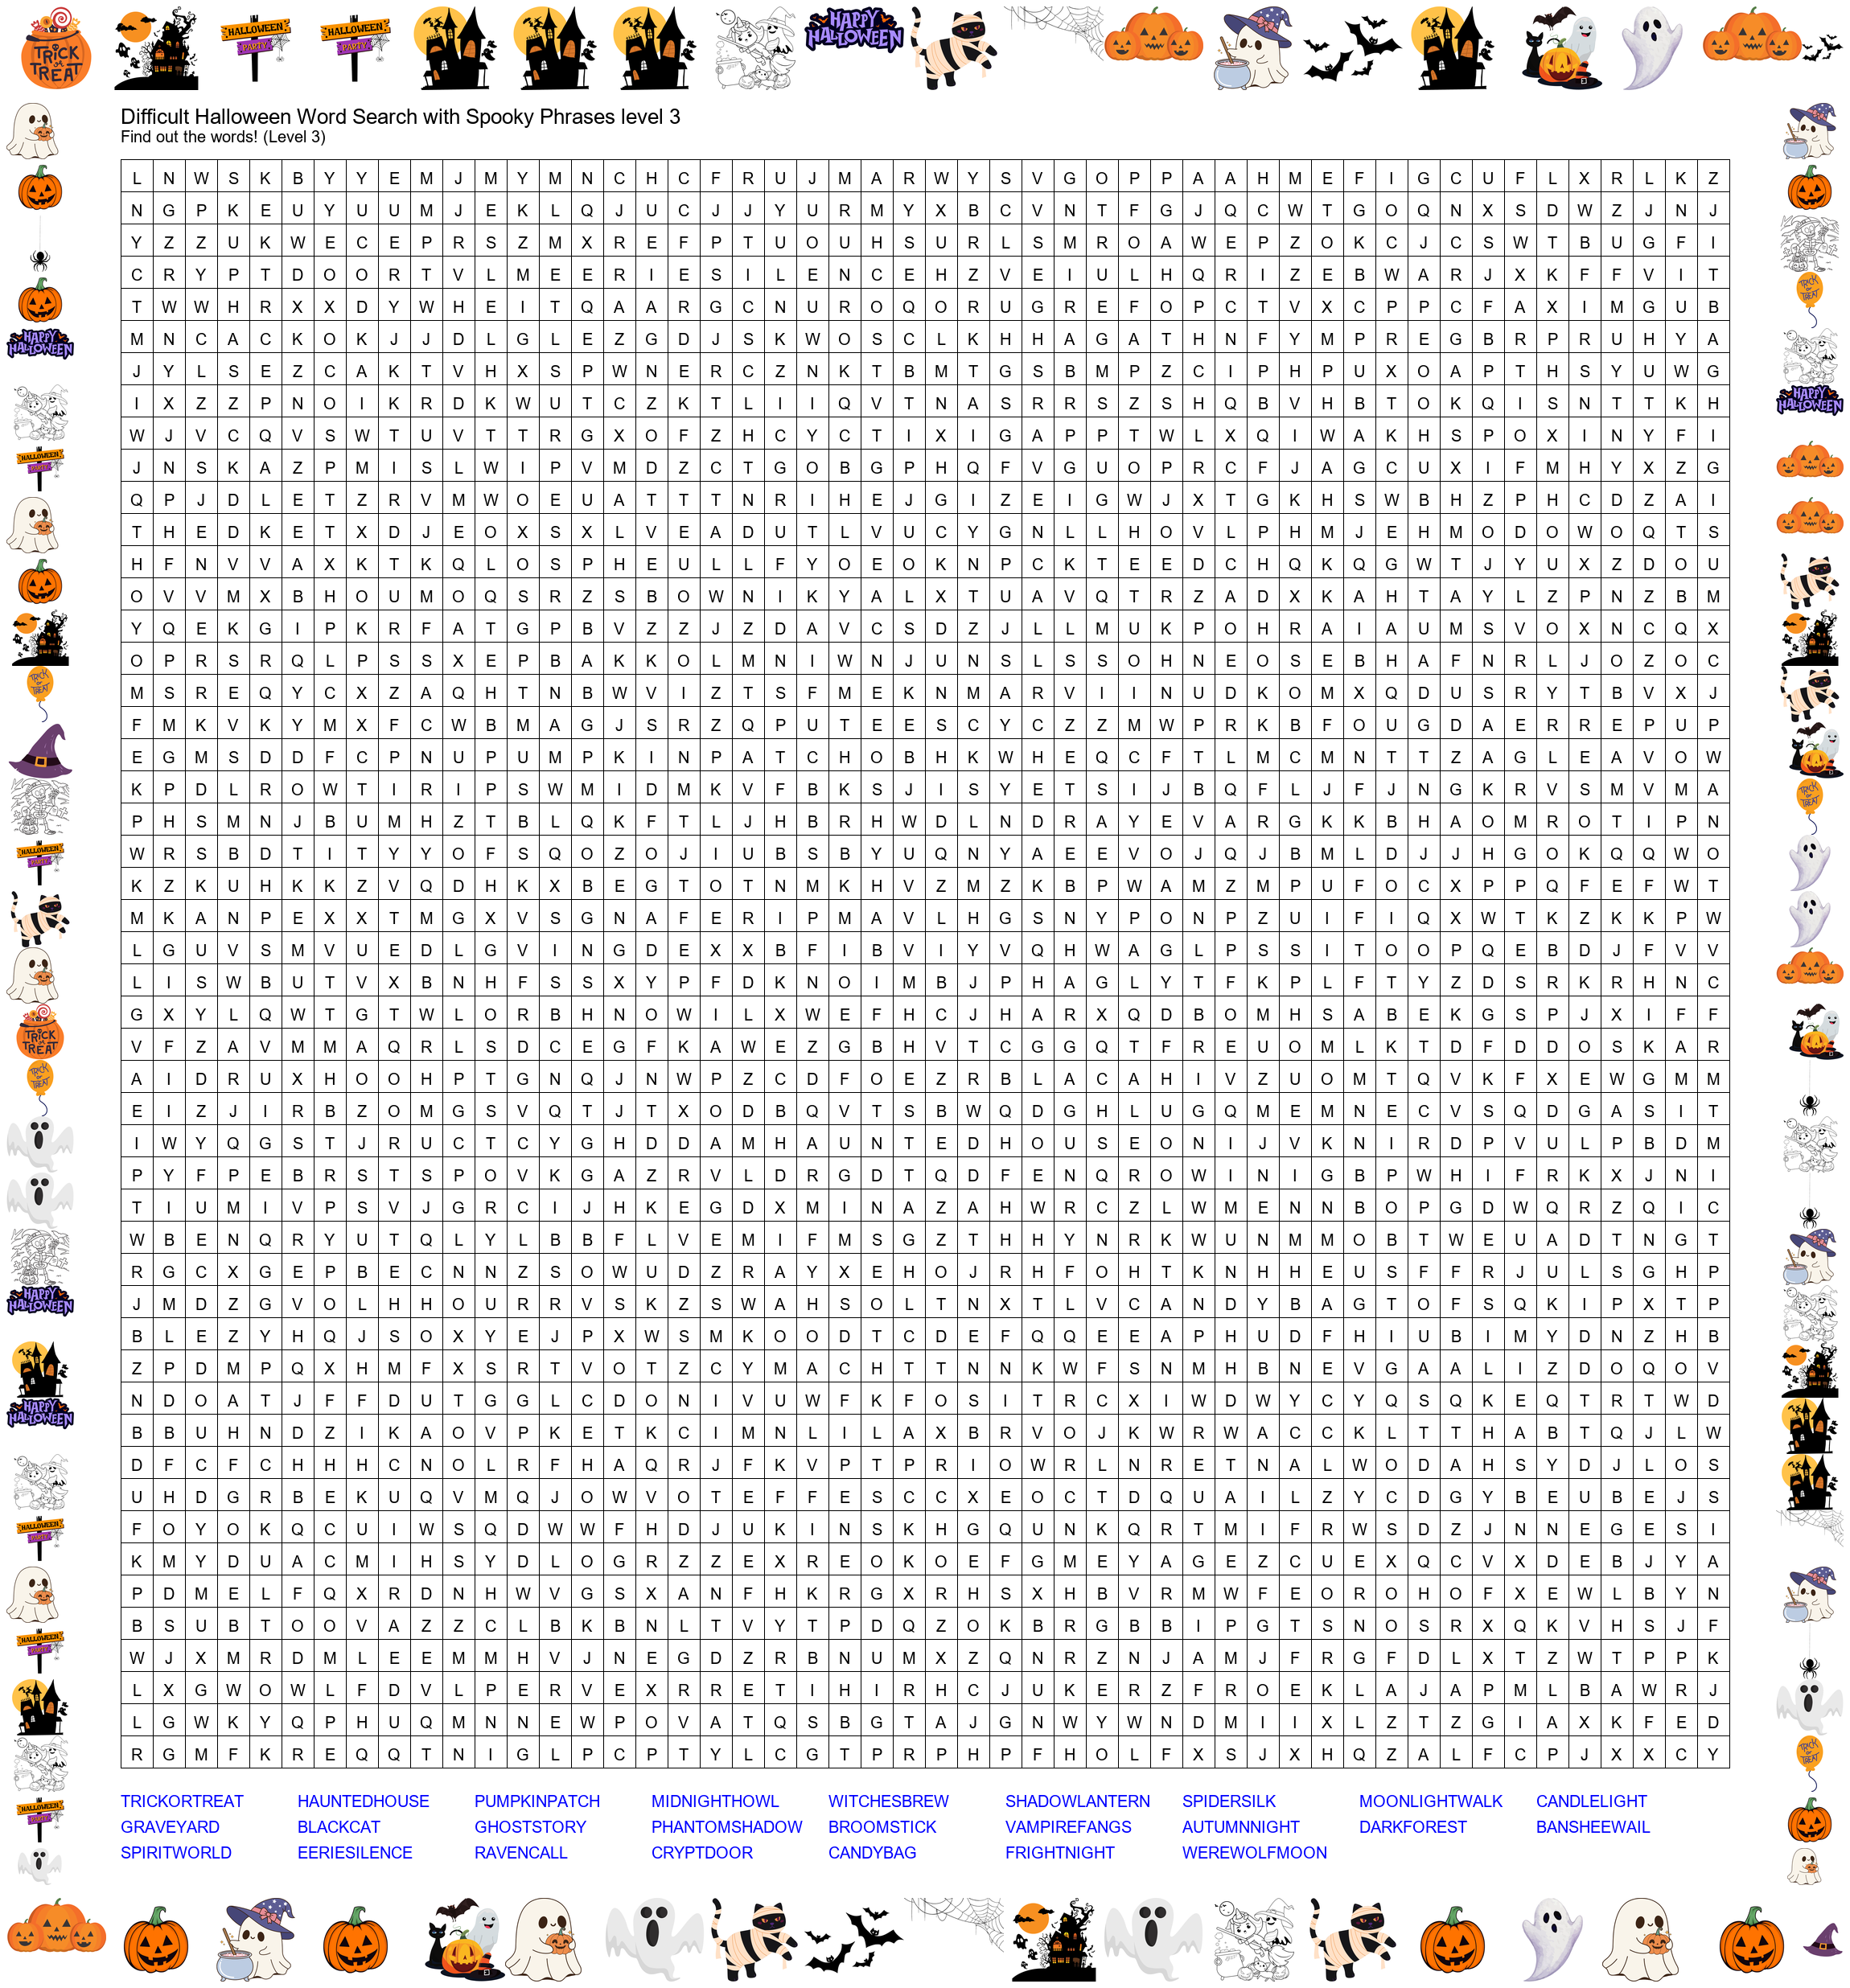 TRICK or TREAT
HALLOWEEN PARTY
HALLOWEEN PARTY
HAPPY HALLOWEEN
Difficult Halloween Word Search with Spooky Phrases level 3
Find out the words! (Level 3)
L N W S K B Y Y E M J M Y M N C H C F R U J M A R W Y S V G O P P A A H M E F I G C U F L X R L K Z
N G P K E U Y U U M J E K L Q J U C J J Y U R M Y X B C V N T F G J Q C W T G O Q N X S D W Z J N J
Y Z Z U K W E C E P R S Z M X R E F P T U O U H S U R L S M R O A W E P Z O K C J C S W T B U G F I
C R Y P T D O O R T V L M E E R I E S I L E N C E H Z V E I U L H Q R I Z E B W A R J X K F F V I T
T W W H R X X D Y W H E I T Q A A R G C N U R O Q O R U G R E F O P C T V X C P P C F A X I M G U B
M N C A C K O K J J D L G L E Z G D J S K W O S C L K H H A G A T H N F Y M P R E G B R P R U H Y A
J Y L S E Z C A K T V H X S P W N E R C Z N K T B M T G S B M P Z C I P H P U X O A P T H S Y U W G
I X Z Z P N O I K R D K W U T C Z K T L I I Q V T N A S R R S Z S H Q B V H B T O K Q I S N T T K H
W J V C Q V S W T U V T T R G X O F Z H C Y C T I X I G A P P T W L X Q I W A K H S P O X I N Y F I
J N S K A Z P M I S L W I P V M D Z C T G O B G P H Q F V G U O P R C F J A G C U X I F M H Y X Z G
Q P J D L E T Z R V M W O E U A T T T N R I H E J G I Z E I G W J X T G K H S W B H Z P H C D Z A I
T H E D K E T X D J E O X S X L V E A D U T L V U C Y G N L L H O V L P H M J E H M O D O W O Q T S
H F N V V A X K T K Q L O S P H E U L L F Y O E O K N P C K T E E D C H Q K Q G W T J Y U X Z D O U
O V V M X B H O U M O Q S R Z S B O W N I K Y A L X T U A V Q T R Z A D X K A H T A Y L Z P N Z B M
Y Q E K G I P K R F A T G P B V Z Z J Z D A V C S D Z J L L M U K P O H R A I A U M S V O X N C Q X
O P R S R Q L P S S X E P B A K K O L M N I W N J U N S L S S O H N E O S E B H A F N R L J O Z O C
M S R E Q Y C X Z A Q H T N B W V I Z T S F M E K N M A R V I I N U D K O M X Q D U S R Y T B V X J
F M K V K Y M X F C W B M A G J S R Z Q P U T E E S C Y C Z Z M W P R K B F O U G D A E R R E P U P
E G M S D D F C P N U P U M P K I N P A T C H O B H K W H E Q C F T L M C M N T T Z A G L E A V O W
K P D L R O W T I R I P S W M I D M K V F B K S J I S Y E T S I J B Q F L J F J N G K R V S M V M A
P H S M N J B U M H Z T B L Q K F T L J H B R H W D L N D R A Y E V A R G K K B H A O M R O T I P N
W R S B D T I T Y Y O F S Q O Z O J I U B S B Y U Q N Y A E E V O J Q J B M L D J J H G O K Q Q W O
K Z K U H K K Z V Q D H K X B E G T O T N M K H V Z M Z K B P W A M Z M P U F O C X P P Q F E F W T
M K A N P E X X T M G X V S G N A F E R I P M A V L H G S N Y P O N P Z U I F I Q X W T K Z K K P W
L G U V S M V U E D L G V I N G D E X X B F I B V I Y V Q H W A G L P S S I T O O P Q E B D J F V V
L I S W B U T V X B N H F S S X Y P F D K N O I M B J P H A G L Y T F K P L F T Y Z D S R K R H N C
G X Y L Q W T G T W L O R B H N O W I L X W E F H C J H A R X Q D B O M H S A B E K G S P J X I F F
V F Z A V M M A Q R L S D C E G F K A W E Z G B H V T C G G Q T F R E U O M L K T D F D D O S K A R
A I D R U X H O O H P T G N Q J N W P Z C D F O E Z R B L A C A H I V Z U O M T Q V K F X E W G M M
E I Z J I R B Z O M G S V Q T J T X O D B Q V T S B W Q D G H L U G Q M E M N E C V S Q D G A S I T
I W Y Q G S T J R U C T C Y G H D D A M H A U N T E D H O U S E O N I J V K N I R D P V U L P B D M
P Y F P E B R S T S P O V K G A Z R V L D R G D T Q D F E N Q R O W I N I G B P W H I F R K X J N I
T I U M I V P S V J G R C I J H K E G D X M I N A Z A H W R C Z L W M E N N B O P G D W Q R Z Q I C
W B E N Q R Y U T Q L Y L B B F L V E M I F M S G Z T H H Y N R K W U N M M O B T W E U A D T N G T
R G C X G E P B E C N N Z S O W U D Z R A Y X E H O J R H F O H T K N H H E U S F F R J U L S G H P
J M D Z G V O L H H O U R R V S K Z S W A H S O L T N X T L V C A N D Y B A G T O F S Q K I P X T P
B L E Z Y H Q J S O X Y E J P X W S M K O O D T C D E F Q Q E E A P H U D F H I U B I M Y D N Z H B
Z P D M P Q X H M F X S R T V O T Z C Y M A C H T T N N K W F S N M H B N E V G A A L I Z D O Q O V
N D O A T J F F D U T G G L C D O N I V U W F K F O S I T R C X I W D W Y C Y Q S Q K E Q T R T W D
B B U H N D Z I K A O V P K E T K C I M N L I L A X B R V O J K W R W A C C K L T T H A B T Q J L W
D F C F C H H H C N O L R F H A Q R J F K V P T P R I O W R L N R E T N A L W O D A H S Y D J L O S
U H D G R B E K U Q V M Q J O W V O T E F F E S C C X E O C T D Q U A I L Z Y C D G Y B E U B E J S
F O Y O K Q C U I W S Q D W W F H D J U K I N S K H G Q U N K Q R T M I F R W S D Z J N N E G E S I
K M Y D U A C M I H S Y D L O G R Z Z E X R E O K O E F G M E Y A G E Z C U E X Q C V X D E B J Y A
P D M E L F Q X R D N H W V G S X A N F H K R G X R H S X H B V R M W F E O R O H O F X E W L B Y N
B S U B T O O V A Z Z C L B K B N L T V Y T P D Q Z O K B R G B B I P G T S N O S R X Q K V H S J F
W J X M R D M L E E M M H V J N E G D Z R B N U M X Z Q N R Z N J A M J F R G F D L X T Z W T P P K
L X G W O W L F D V L P E R V E X R R E T I H I R H C J U K E R Z F R O E K L A J A P M L B A W R J
L G W K Y Q P H U Q M N N E W P O V A T Q S B G T A J G N W Y W N D M I I X L Z T Z G I A X K F E D
R G M F K R E Q Q T N I G L P C P T Y L C G T P R P H P F H O L F X S J X H Q Z A L F C P J X X C Y
TRICKORTREAT HAUNTEDHOUSE PUMPKINPATCH MIDNIGHTHOWL WITCHESBREW SHADOWLANTERN SPIDERSILK MOONLIGHTWALK CANDLELIGHT
GRAVEYARD BLACKCAT GHOSTSTORY PHANTOMSHADOW BROOMSTICK VAMPIREFANGS AUTUMNNIGHT DARKFOREST BANSHEEWAIL
SPIRITWORLD EERIESILENCE RAVENCALL CRYPTDOOR CANDYBAG FRIGHTNIGHT WEREWOLFMOON